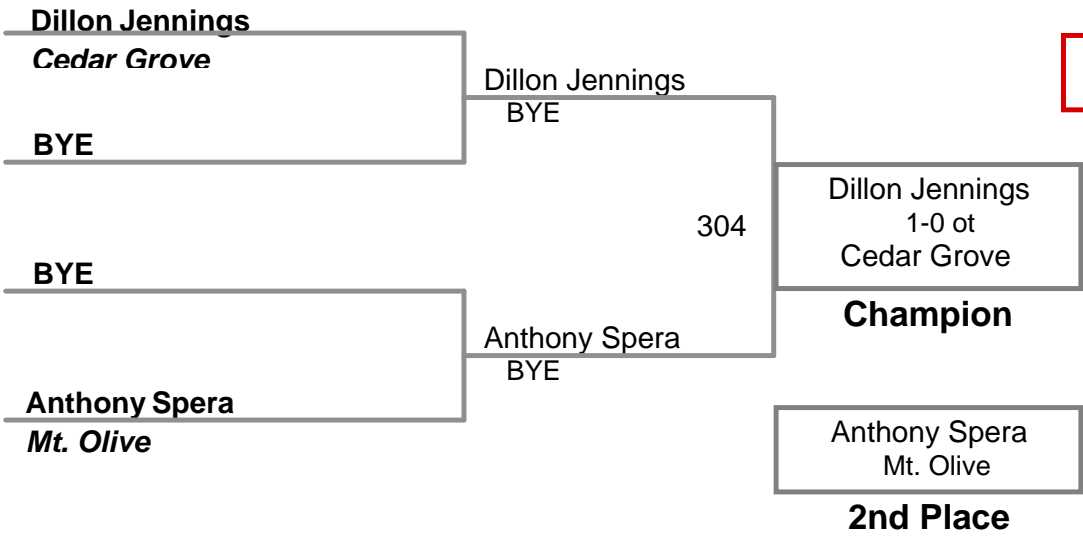 Dillon Jennings
Cedar Grove
BYE
BYE
Anthony Spera
Mt. Olive
Dillon Jennings
BYE
Anthony Spera
BYE
304
Dillon Jennings
1-0 ot
Cedar Grove
Champion
Anthony Spera
Mt. Olive
2nd Place